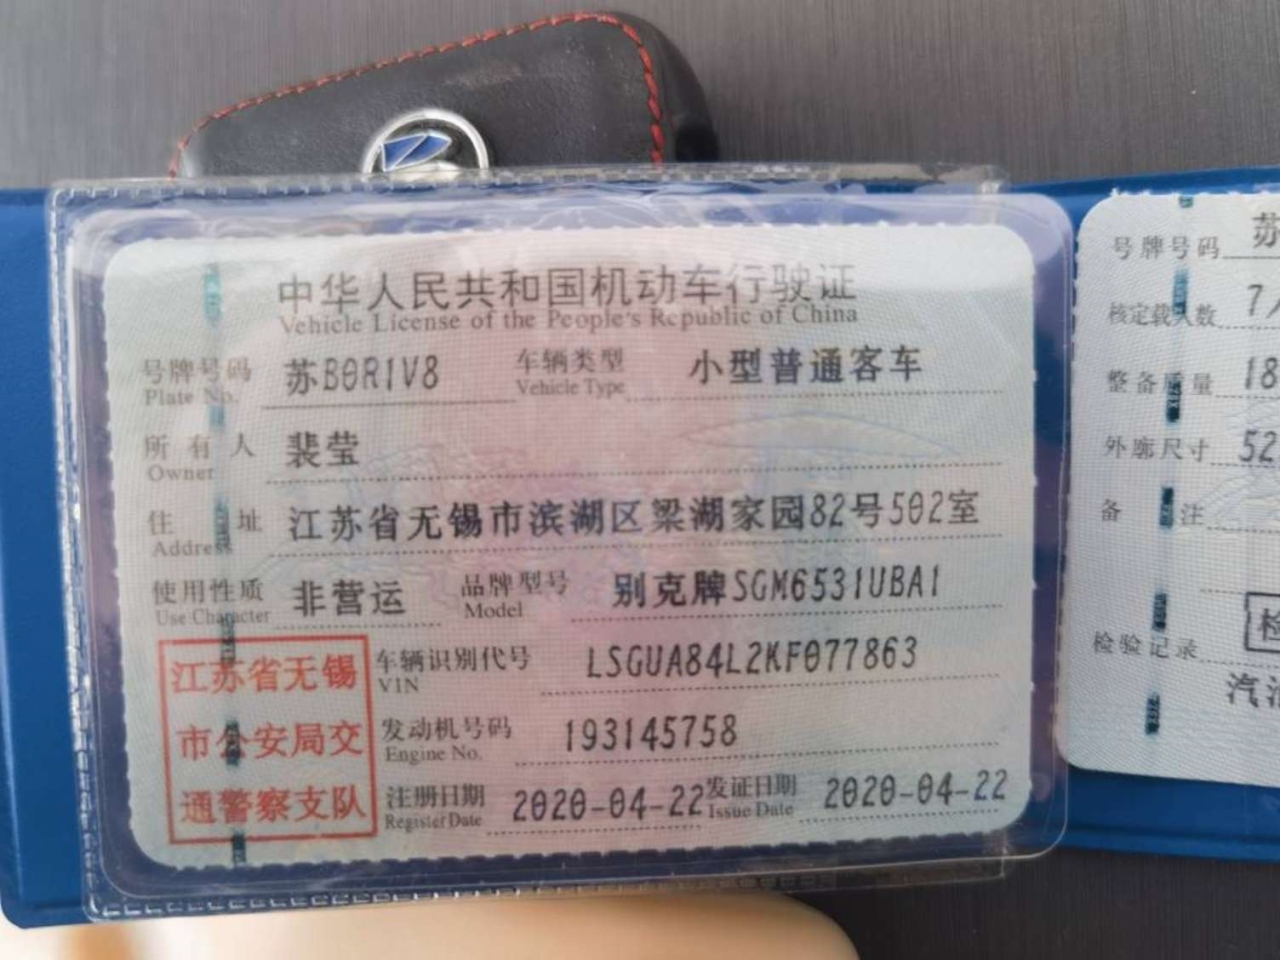 中华人民共和国机动车行驶证
Vehicle License of the People's Republic of China
号牌号码 苏B0R1V8 车辆类型 小型普通客车
Plate No. Vehicle Type
所有人 裴莹
Owner
住址 江苏省无锡市滨湖区梁湖家园82号502室
Address
使用性质 非营运 品牌型号 别克牌SGM6531UBA1
Use Character Model
江苏省无锡
市公安局交
通警察支队
车辆识别代号 LSGUA84L2KF077863
VIN
发动机号码 193145758
Engine No.
注册日期 2020-04-22 发证日期 2020-04-22
Register Date Issue Date
号牌号码 苏
核定载人数 7
整备质量 18
外廓尺寸 52
备注
检验记录
汽